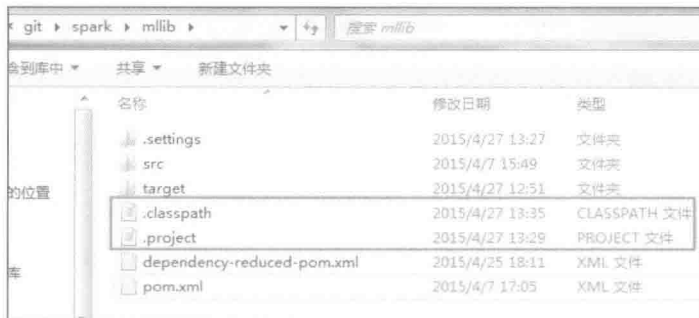 git ▸ spark ▸ mllib ▸ 搜索 mllib
含到库中 ▾ 共享 ▾ 新建文件夹
名称 修改日期 类型
.settings 2015/4/27 13:27 文件夹
src 2015/4/7 15:49 文件夹
的位置 target 2015/4/27 12:51 文件夹
.classpath 2015/4/27 13:35 CLASSPATH 文件
.project 2015/4/27 13:29 PROJECT 文件
库 dependency-reduced-pom.xml 2015/4/25 18:11 XML 文件
pom.xml 2015/4/7 17:05 XML 文件